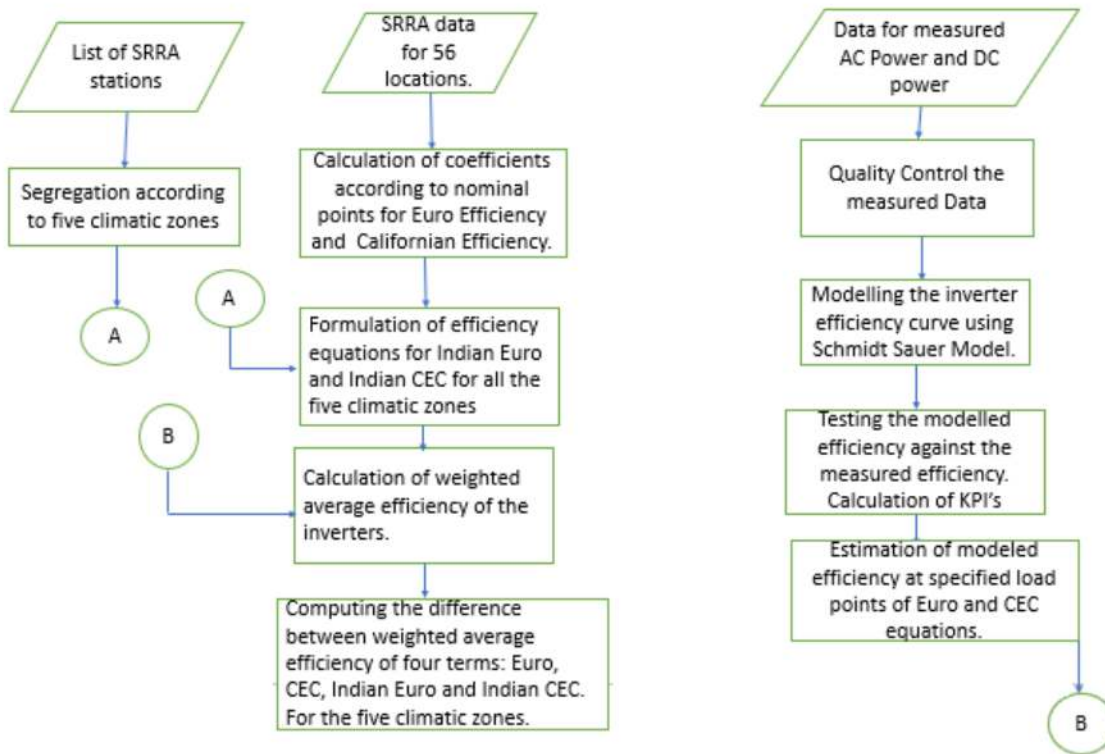 List of SRRA
stations
Segregation according
to five climatic zones
A
SRRA data
for 56
locations.
Calculation of coefficients
according to nominal
points for Euro Efficiency
and Californian Efficiency.
A
Formulation of efficiency
equations for Indian Euro
and Indian CEC for all the
five climatic zones
B
Calculation of weighted
average efficiency of the
inverters.
Computing the difference
between weighted average
efficiency of four terms: Euro,
CEC, Indian Euro and Indian CEC.
For the five climatic zones.
Data for measured
AC Power and DC
power
Quality Control the
measured Data
Modelling the inverter
efficiency curve using
Schmidt Sauer Model.
Testing the modelled
efficiency against the
measured efficiency.
Calculation of KPI's
Estimation of modeled
efficiency at specified load
points of Euro and CEC
equations.
B